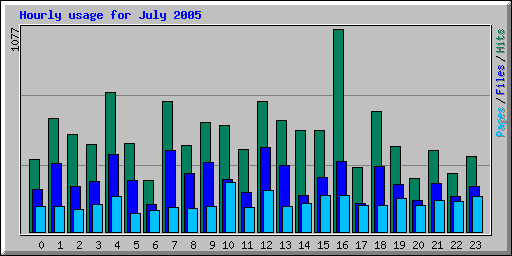 Hourly usage for July 2005
1077
Pages / Files / Hits
0 1 2 3 4 5 6 7 8 9 10 11 12 13 14 15 16 17 18 19 20 21 22 23